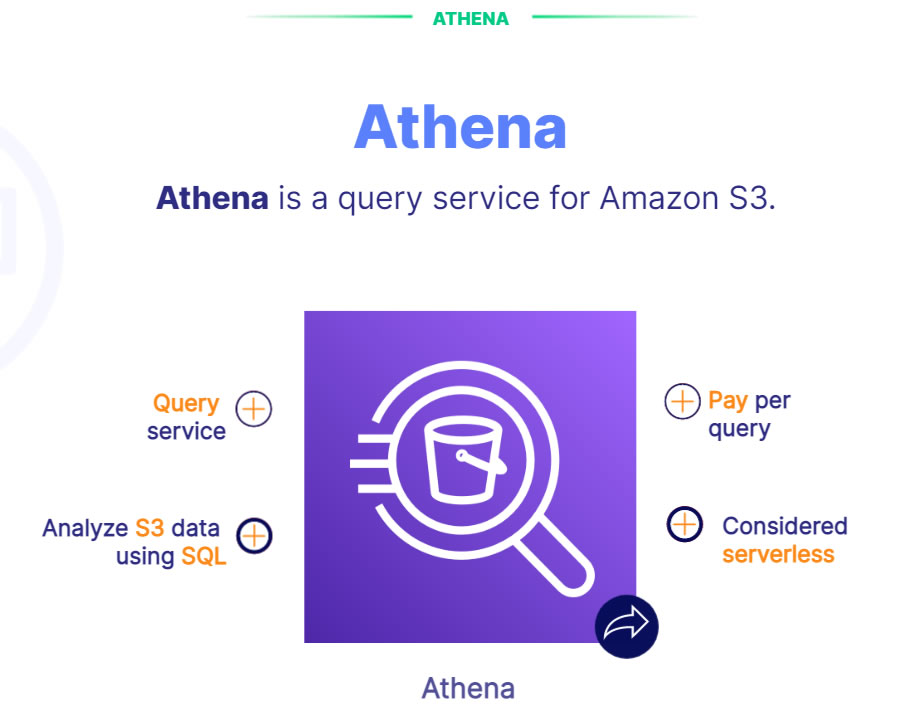 ATHENA
Athena
Athena is a query service for Amazon S3.
Query
service
Analyze S3 data
using SQL
Pay per
query
Considered
serverless
Athena